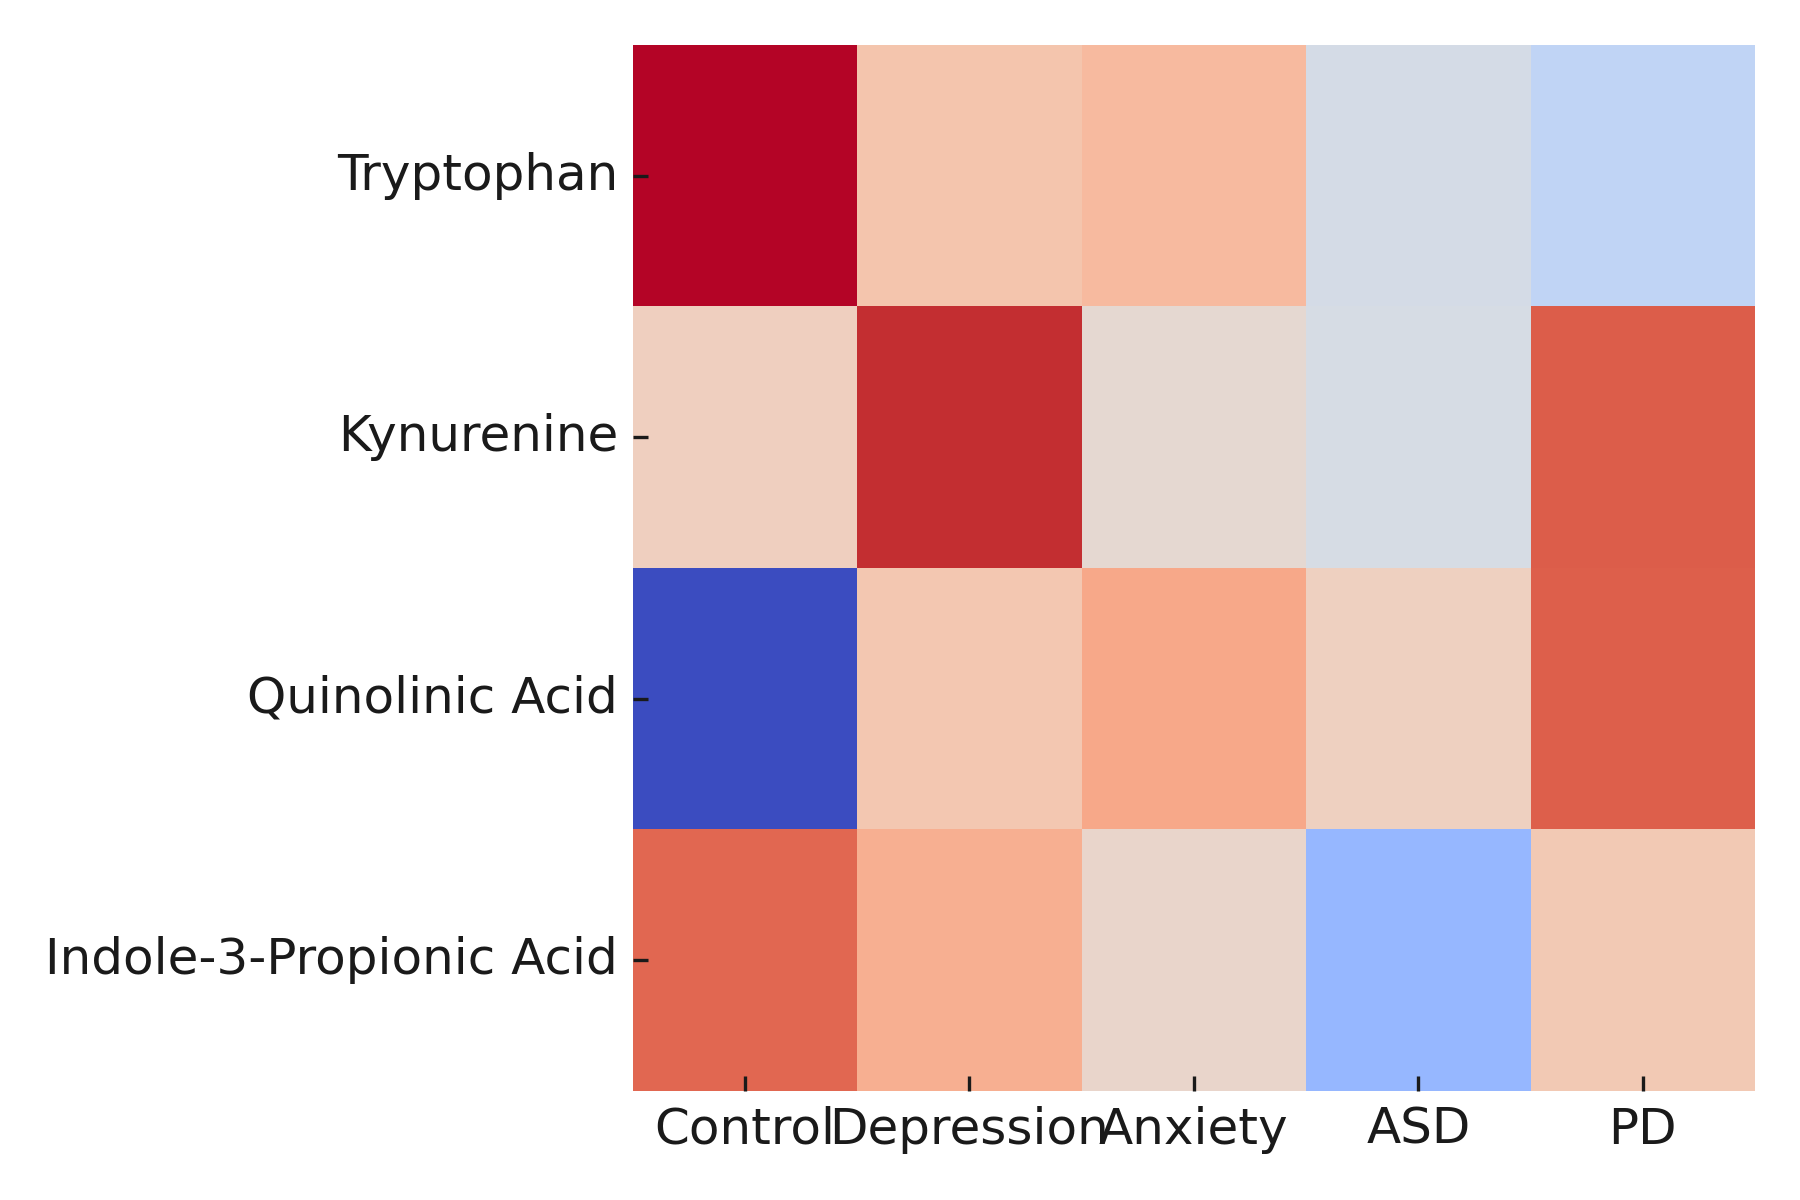 Tryptophan
Kynurenine
Quinolinic Acid
Indole-3-Propionic Acid
Control Depression Anxiety ASD PD